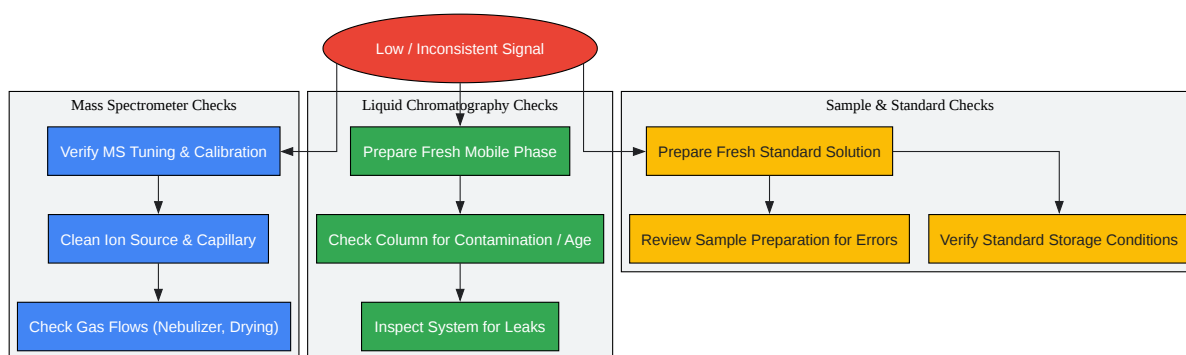 Low / Inconsistent Signal
Mass Spectrometer Checks
Verify MS Tuning & Calibration
Clean Ion Source & Capillary
Check Gas Flows (Nebulizer, Drying)
Liquid Chromatography Checks
Prepare Fresh Mobile Phase
Check Column for Contamination / Age
Inspect System for Leaks
Sample & Standard Checks
Prepare Fresh Standard Solution
Review Sample Preparation for Errors
Verify Standard Storage Conditions